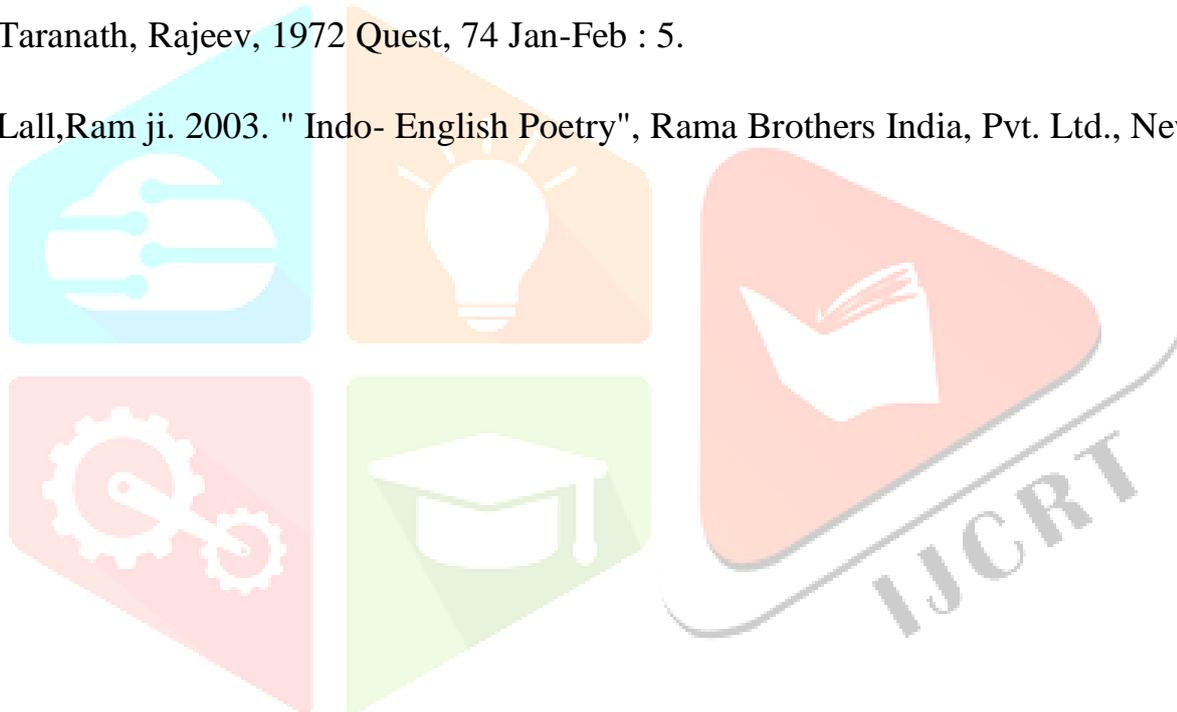 Taranath, Rajeev, 1972 Quest, 74 Jan-Feb : 5.
Lall,Ram ji. 2003. " Indo- English Poetry", Rama Brothers India, Pvt. Ltd.,
IJCRT